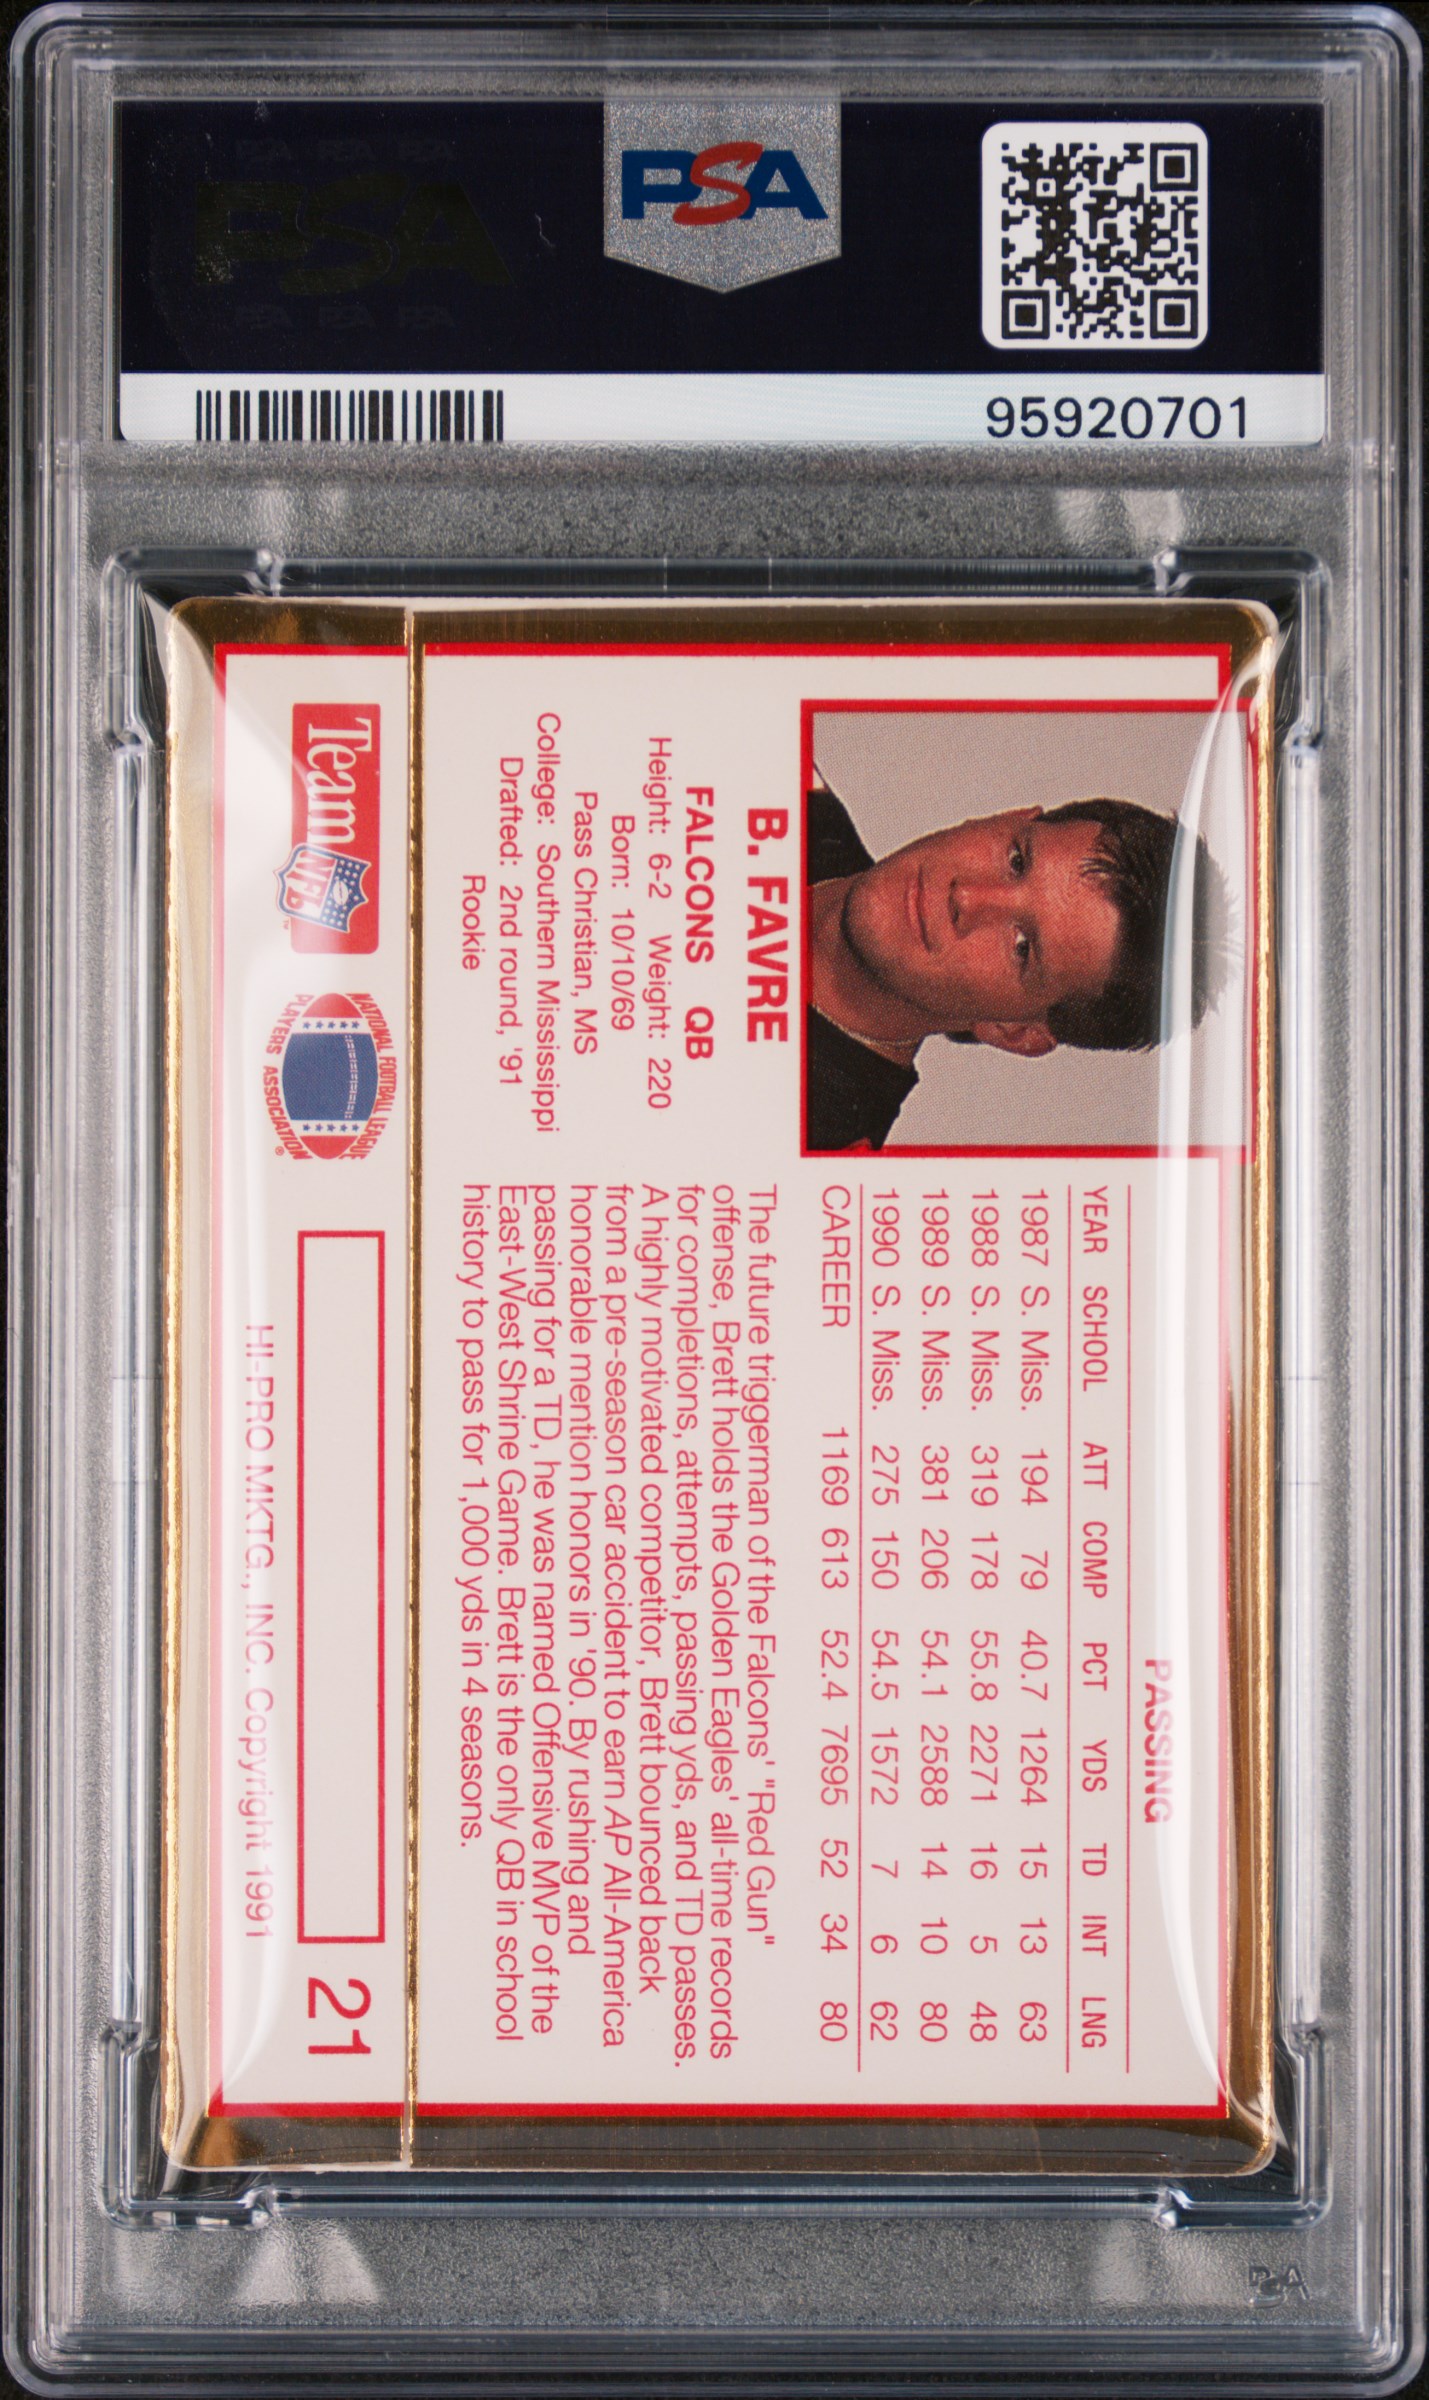 PSA
95920701
B. FAVRE
FALCONS QB
Height: 6-2 Weight: 220
Born: 10/10/69
Pass Christian, MS
College: Southern Mississippi
Drafted: 2nd round, '91
Rookie
PASSING
YEAR SCHOOL ATT COMP PCT YDS TD INT LNG
1987 S. Miss. 194 79 40.7 1264 15 13 63
1988 S. Miss. 319 178 55.8 2271 16 5 48
1989 S. Miss. 381 206 54.1 2588 14 10 80
1990 S. Miss. 275 150 54.5 1572 7 6 62
CAREER 1169 613 52.4 7695 52 34 80
The future triggerman of the Falcons' "Red Gun"
offense, Brett holds the Golden Eagles' all-time records
for completions, attempts, passing yds, and TD passes.
A highly motivated competitor, Brett bounced back
from a pre-season car accident to earn AP All-America
honorable mention honors in '90. By rushing and
passing for a TD, he was named Offensive MVP of the
East-West Shrine Game. Brett is the only QB in school
history to pass for 1,000 yds in 4 seasons.
Team NFL™
NATIONAL FOOTBALL LEAGUE
PLAYERS ASSOCIATION®
21
HI-PRO MKTG., INC. Copyright 1991
PSA
PSA PSA PSA
PSA
PSA PSA PSA